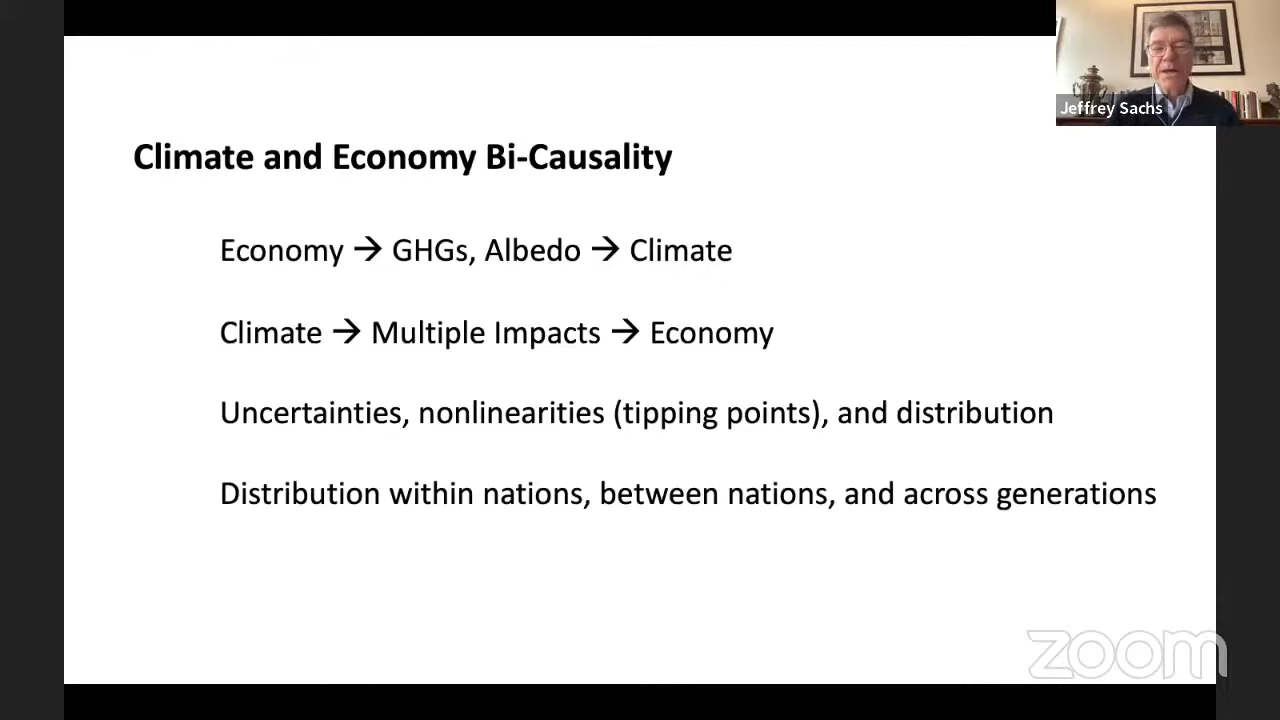 Jeffrey Sachs
Climate and Economy Bi-Causality
Economy → GHGs, Albedo → Climate
Climate → Multiple Impacts → Economy
Uncertainties, nonlinearities (tipping points), and distribution
Distribution within nations, between nations, and across generations
zoom